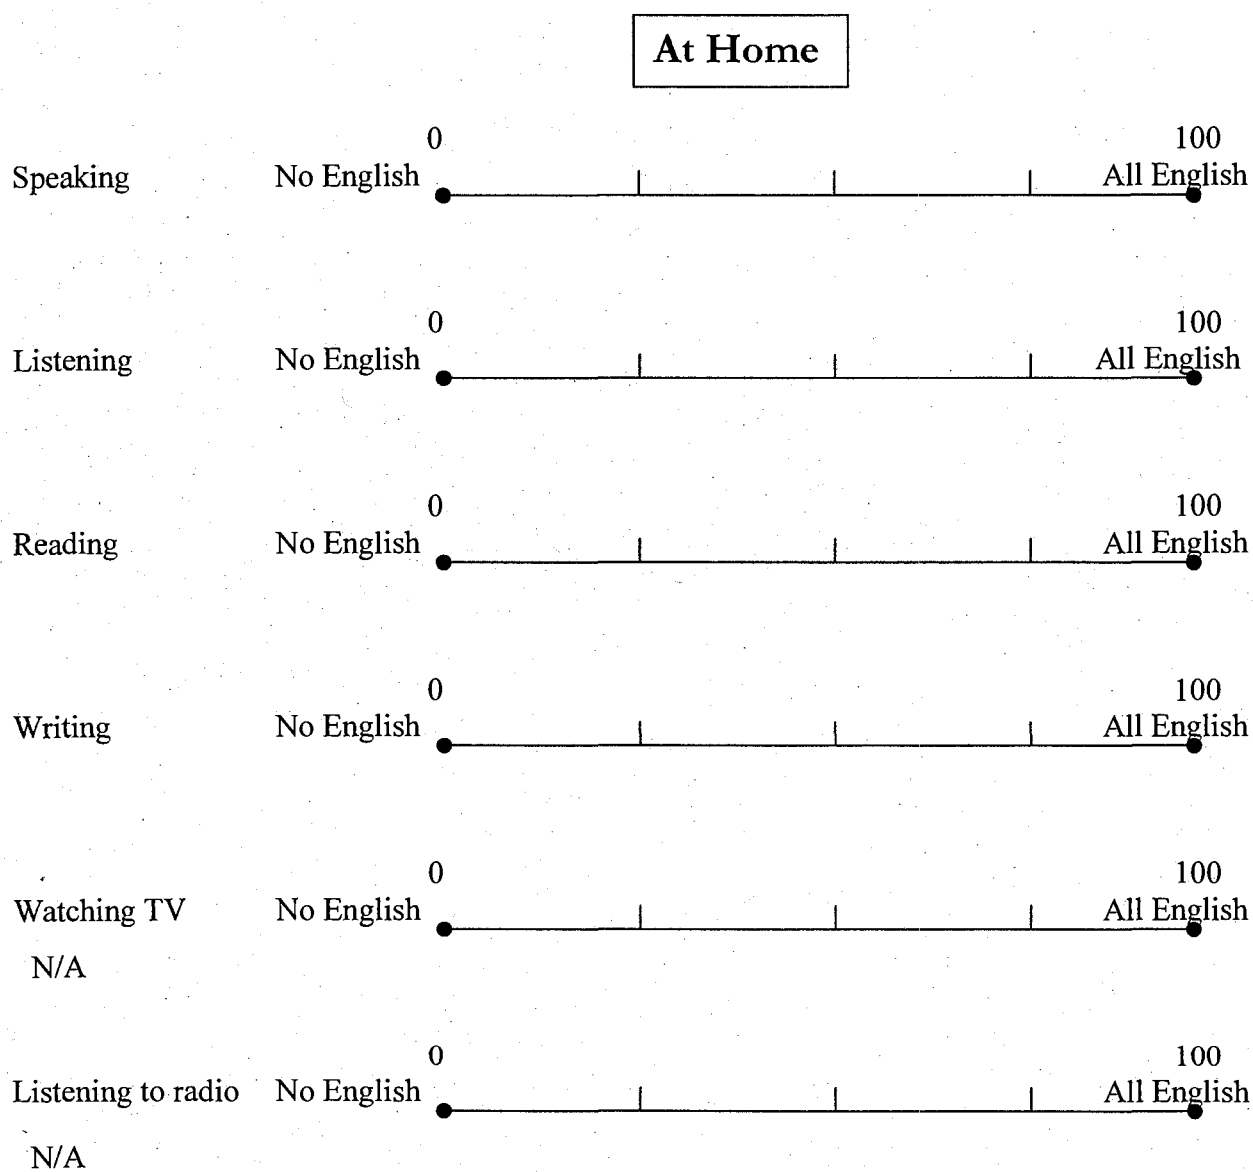 At Home
0 100
Speaking No English All English
0 100
Listening No English All English
0 100
Reading No English All English
0 100
Writing No English All English
0 100
Watching TV No English All English
N/A
0 100
Listening to radio No English All English
N/A